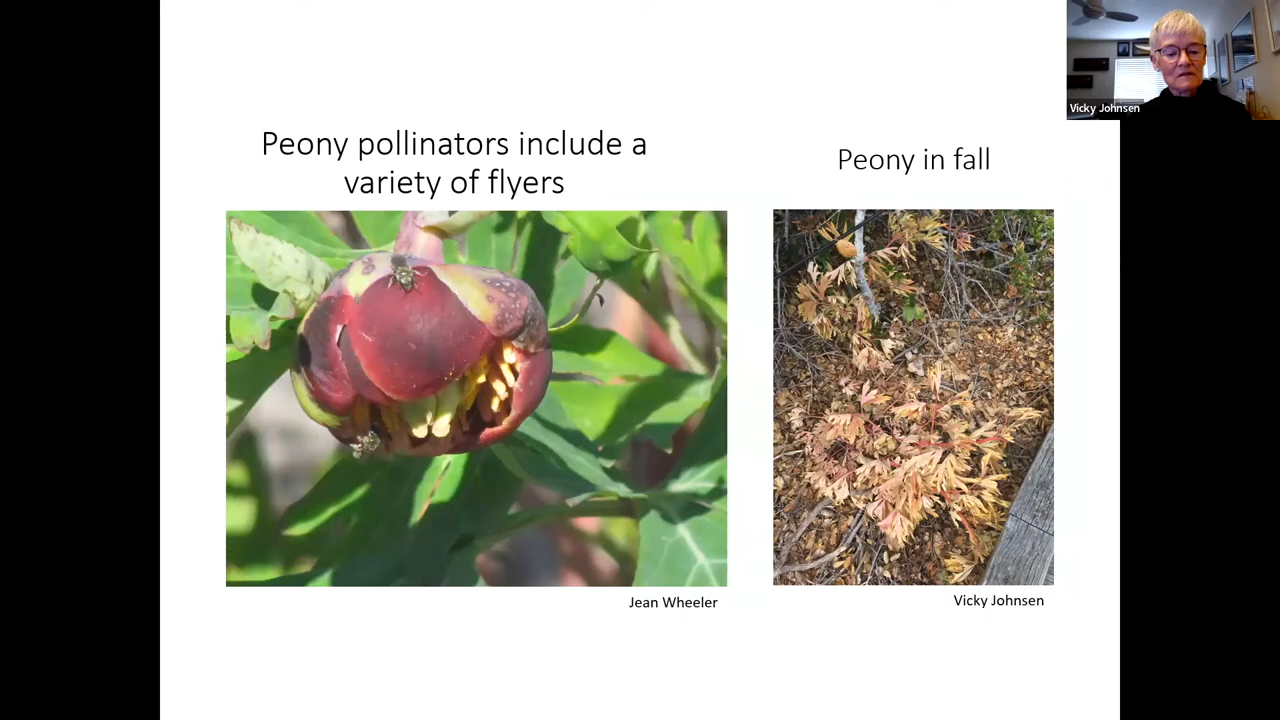 Vicky Johnsen
Peony pollinators include a
variety of flyers
Peony in fall
Jean Wheeler
Vicky Johnsen